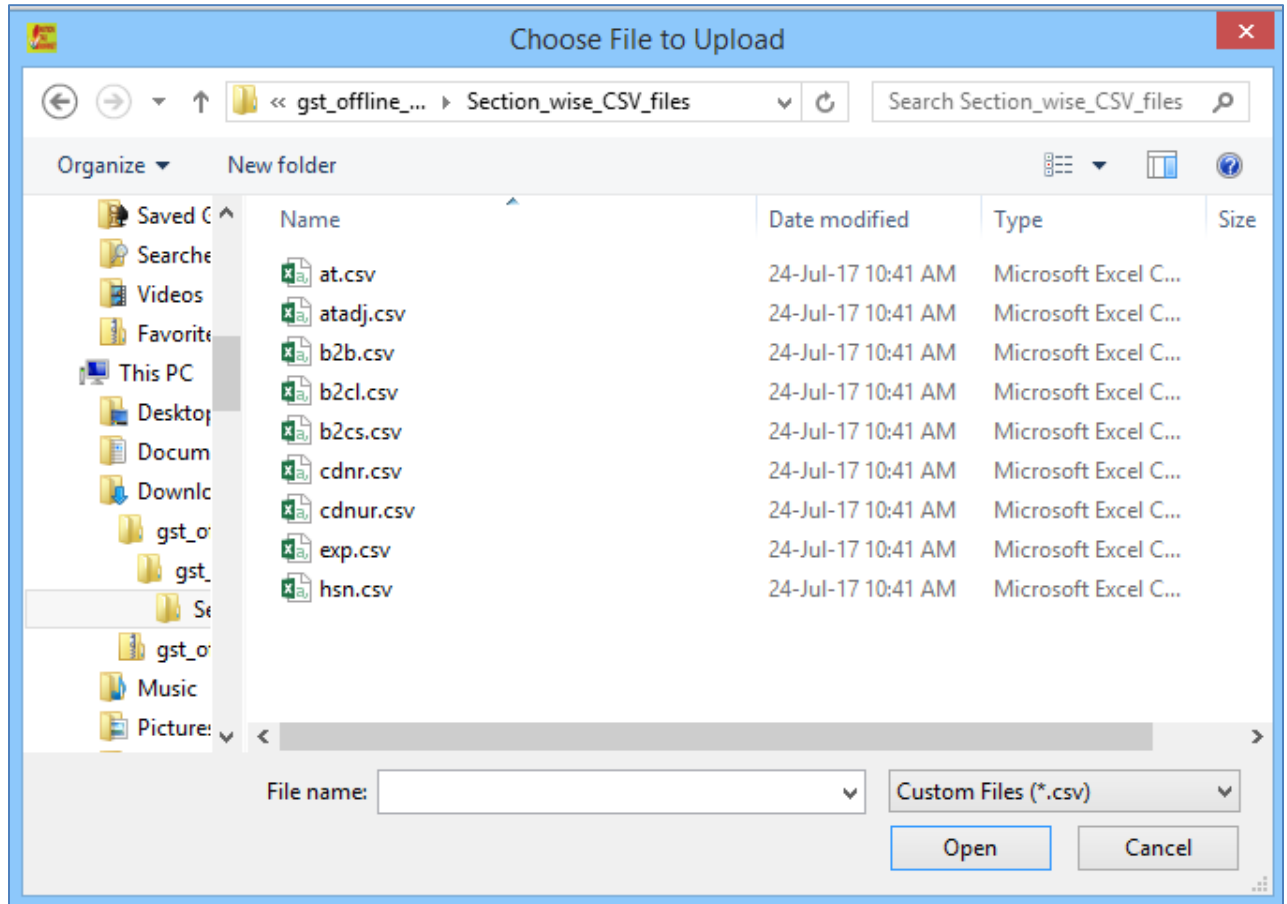 Choose File to Upload
« gst_offline_... Section_wise_CSV_files Search Section_wise_CSV_files
Organize New folder
Name Date modified Type Size
Saved G
Searche
Videos
Favorite
This PC
Desktop
Docum
Downlo
gst_o
gst_
Se
gst_o
Music
Pictures
at.csv 24-Jul-17 10:41 AM Microsoft Excel C...
atadj.csv 24-Jul-17 10:41 AM Microsoft Excel C...
b2b.csv 24-Jul-17 10:41 AM Microsoft Excel C...
b2cl.csv 24-Jul-17 10:41 AM Microsoft Excel C...
b2cs.csv 24-Jul-17 10:41 AM Microsoft Excel C...
cdnr.csv 24-Jul-17 10:41 AM Microsoft Excel C...
cdnur.csv 24-Jul-17 10:41 AM Microsoft Excel C...
exp.csv 24-Jul-17 10:41 AM Microsoft Excel C...
hsn.csv 24-Jul-17 10:41 AM Microsoft Excel C...
File name: Custom Files (*.csv)
Open Cancel